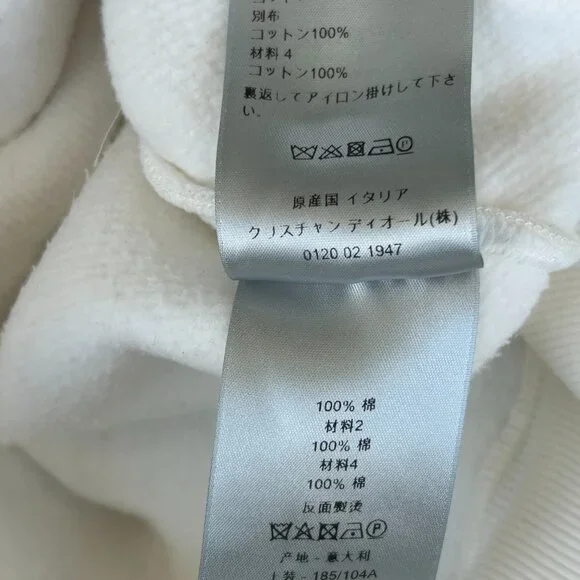 別布
コットン100%
材料 4
コットン100%
裏返してアイロン掛けして下さ
い。
原産国 イタリア
クリスチャン ディオール(株)
0120 02 1947
100% 棉
材料2
100% 棉
材料4
100% 棉
反面熨烫
产地 - 意大利
上装 - 185/104A